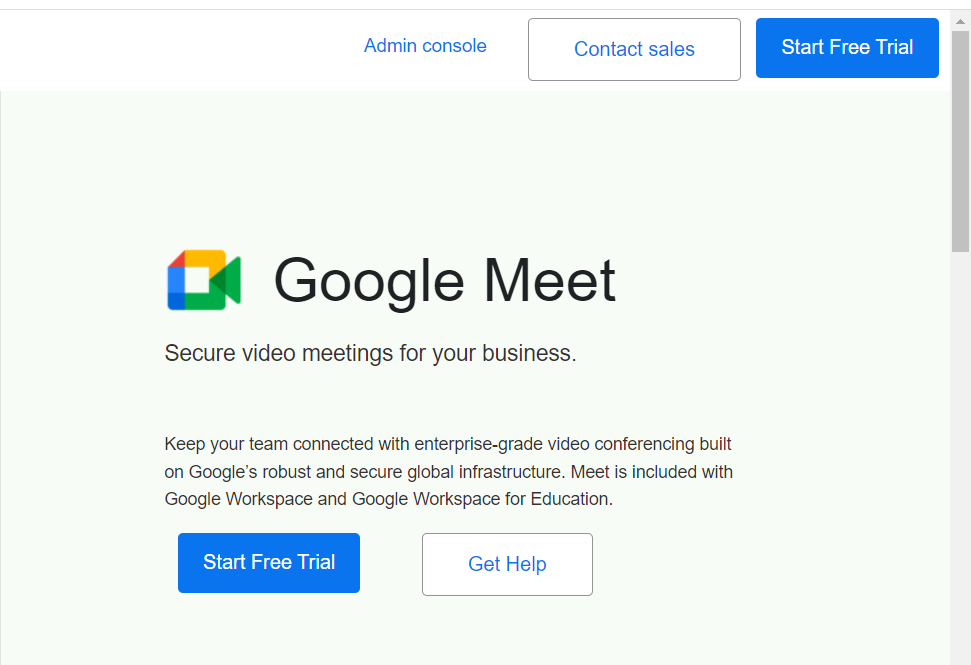 Admin console
Contact sales
Start Free Trial
Google Meet
Secure video meetings for your business.
Keep your team connected with enterprise-grade video conferencing built
on Google’s robust and secure global infrastructure. Meet is included with
Google Workspace and Google Workspace for Education.
Start Free Trial
Get Help